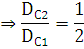 ⇒ D_C2/D_C1 = 1/2